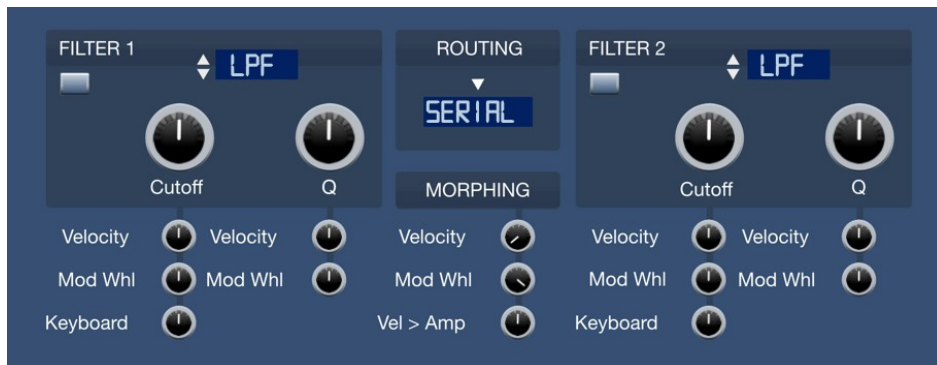 FILTER 1
LPF
Cutoff
Q
Velocity
Velocity
Mod Whl
Mod Whl
Keyboard
ROUTING
SERIAL
MORPHING
Velocity
Mod Whl
Vel > Amp
FILTER 2
LPF
Cutoff
Q
Velocity
Velocity
Mod Whl
Mod Whl
Keyboard